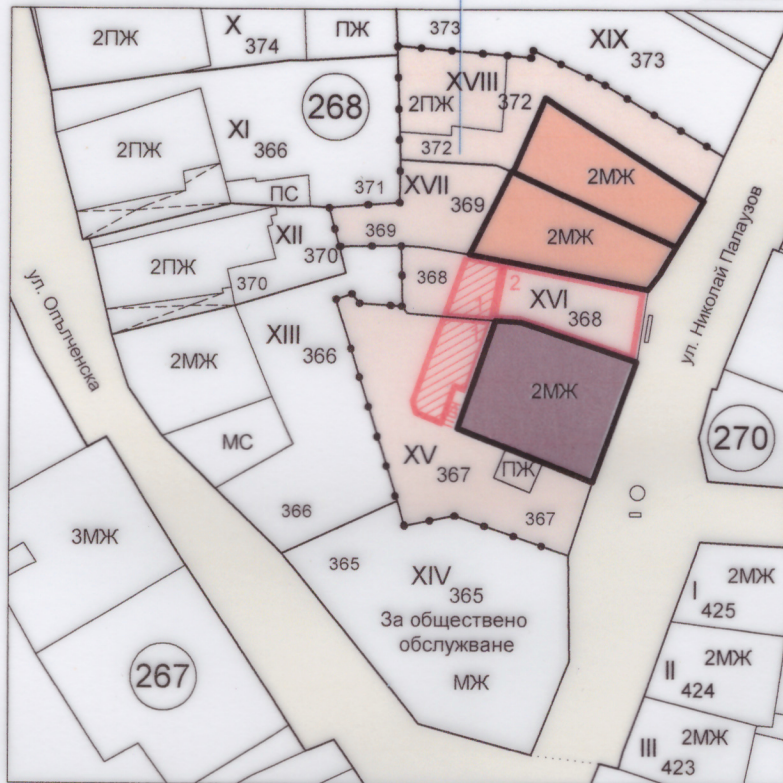 2ПЖ
X
374
ПЖ
373
XIX
373
268
XVIII
372
2ПЖ
372
XI
366
2ПЖ
ПС
371
XVII
369
369
2МЖ
2МЖ
XII
370
2ПЖ
370
368
2
XVI
368
ул. Николай Палаузов
ул. Опълченска
XIII
366
2МЖ
МС
366
2МЖ
XV
367
ПЖ
367
270
3МЖ
365
XIV
365
За обществено
обслужване
МЖ
267
I
425
2МЖ
II
424
2МЖ
III
423
2МЖ